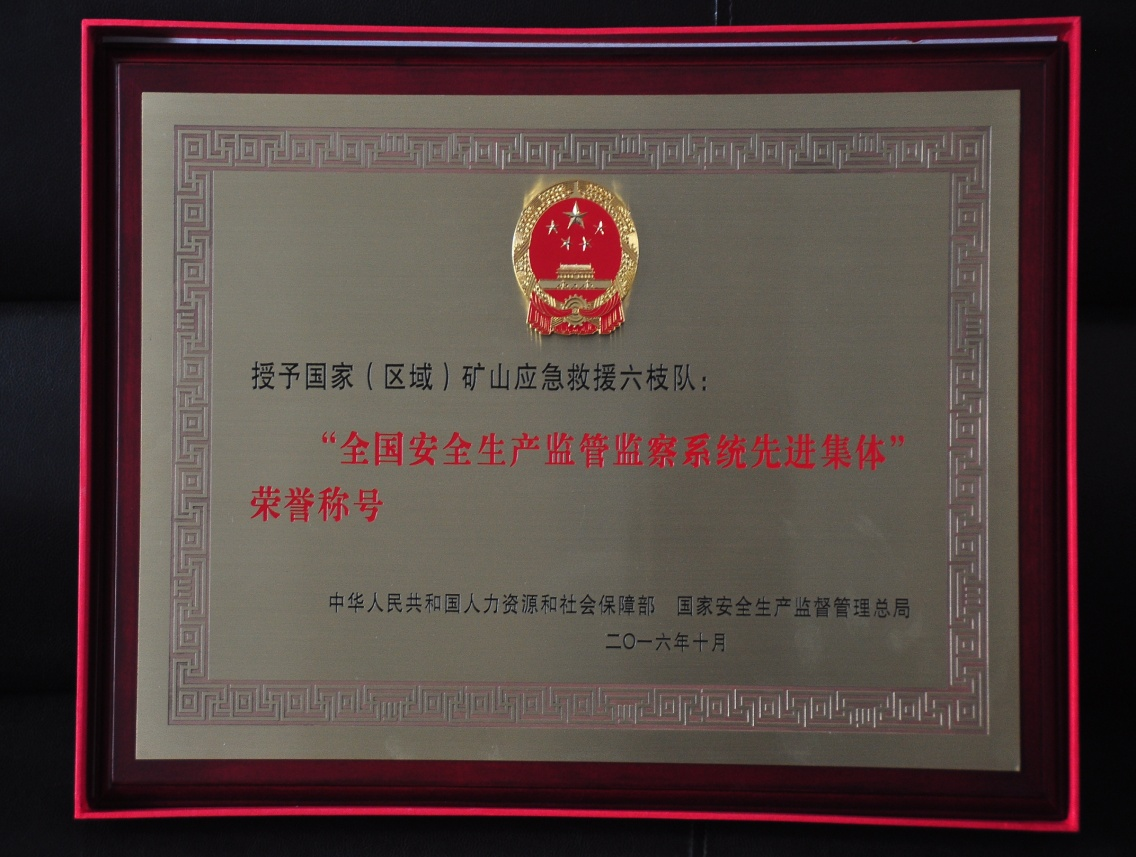 授予国家（区域）矿山应急救援六枝队：
“全国安全生产监管监察系统先进集体”
荣誉称号
中华人民共和国人力资源和社会保障部　国家安全生产监督管理总局
二〇一六年十月